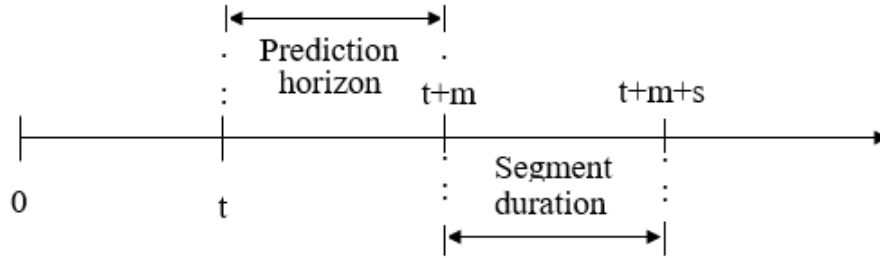 Prediction
horizon
t+m
t+m+s
Segment
duration
0
t